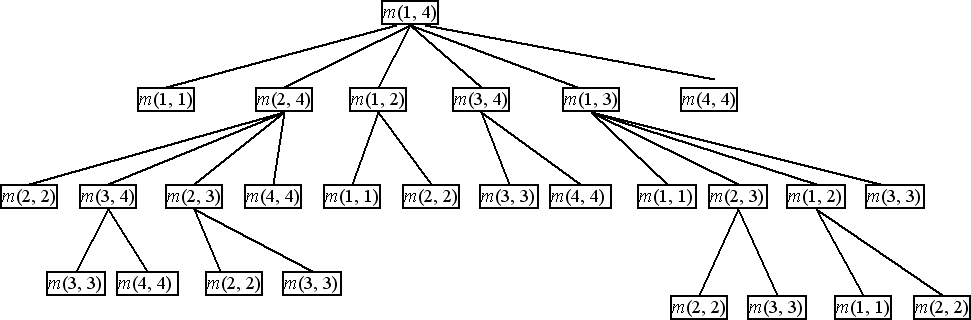 m(1, 4)
m(1, 1) m(2, 4) m(1, 2) m(3, 4) m(1, 3) m(4, 4)
m(2, 2) m(3, 4) m(2, 3) m(4, 4) m(1, 1) m(2, 2) m(3, 3) m(4, 4) m(1, 1) m(2, 3) m(1, 2) m(3, 3)
m(3, 3) m(4, 4) m(2, 2) m(3, 3)
m(2, 2) m(3, 3) m(1, 1) m(2, 2)